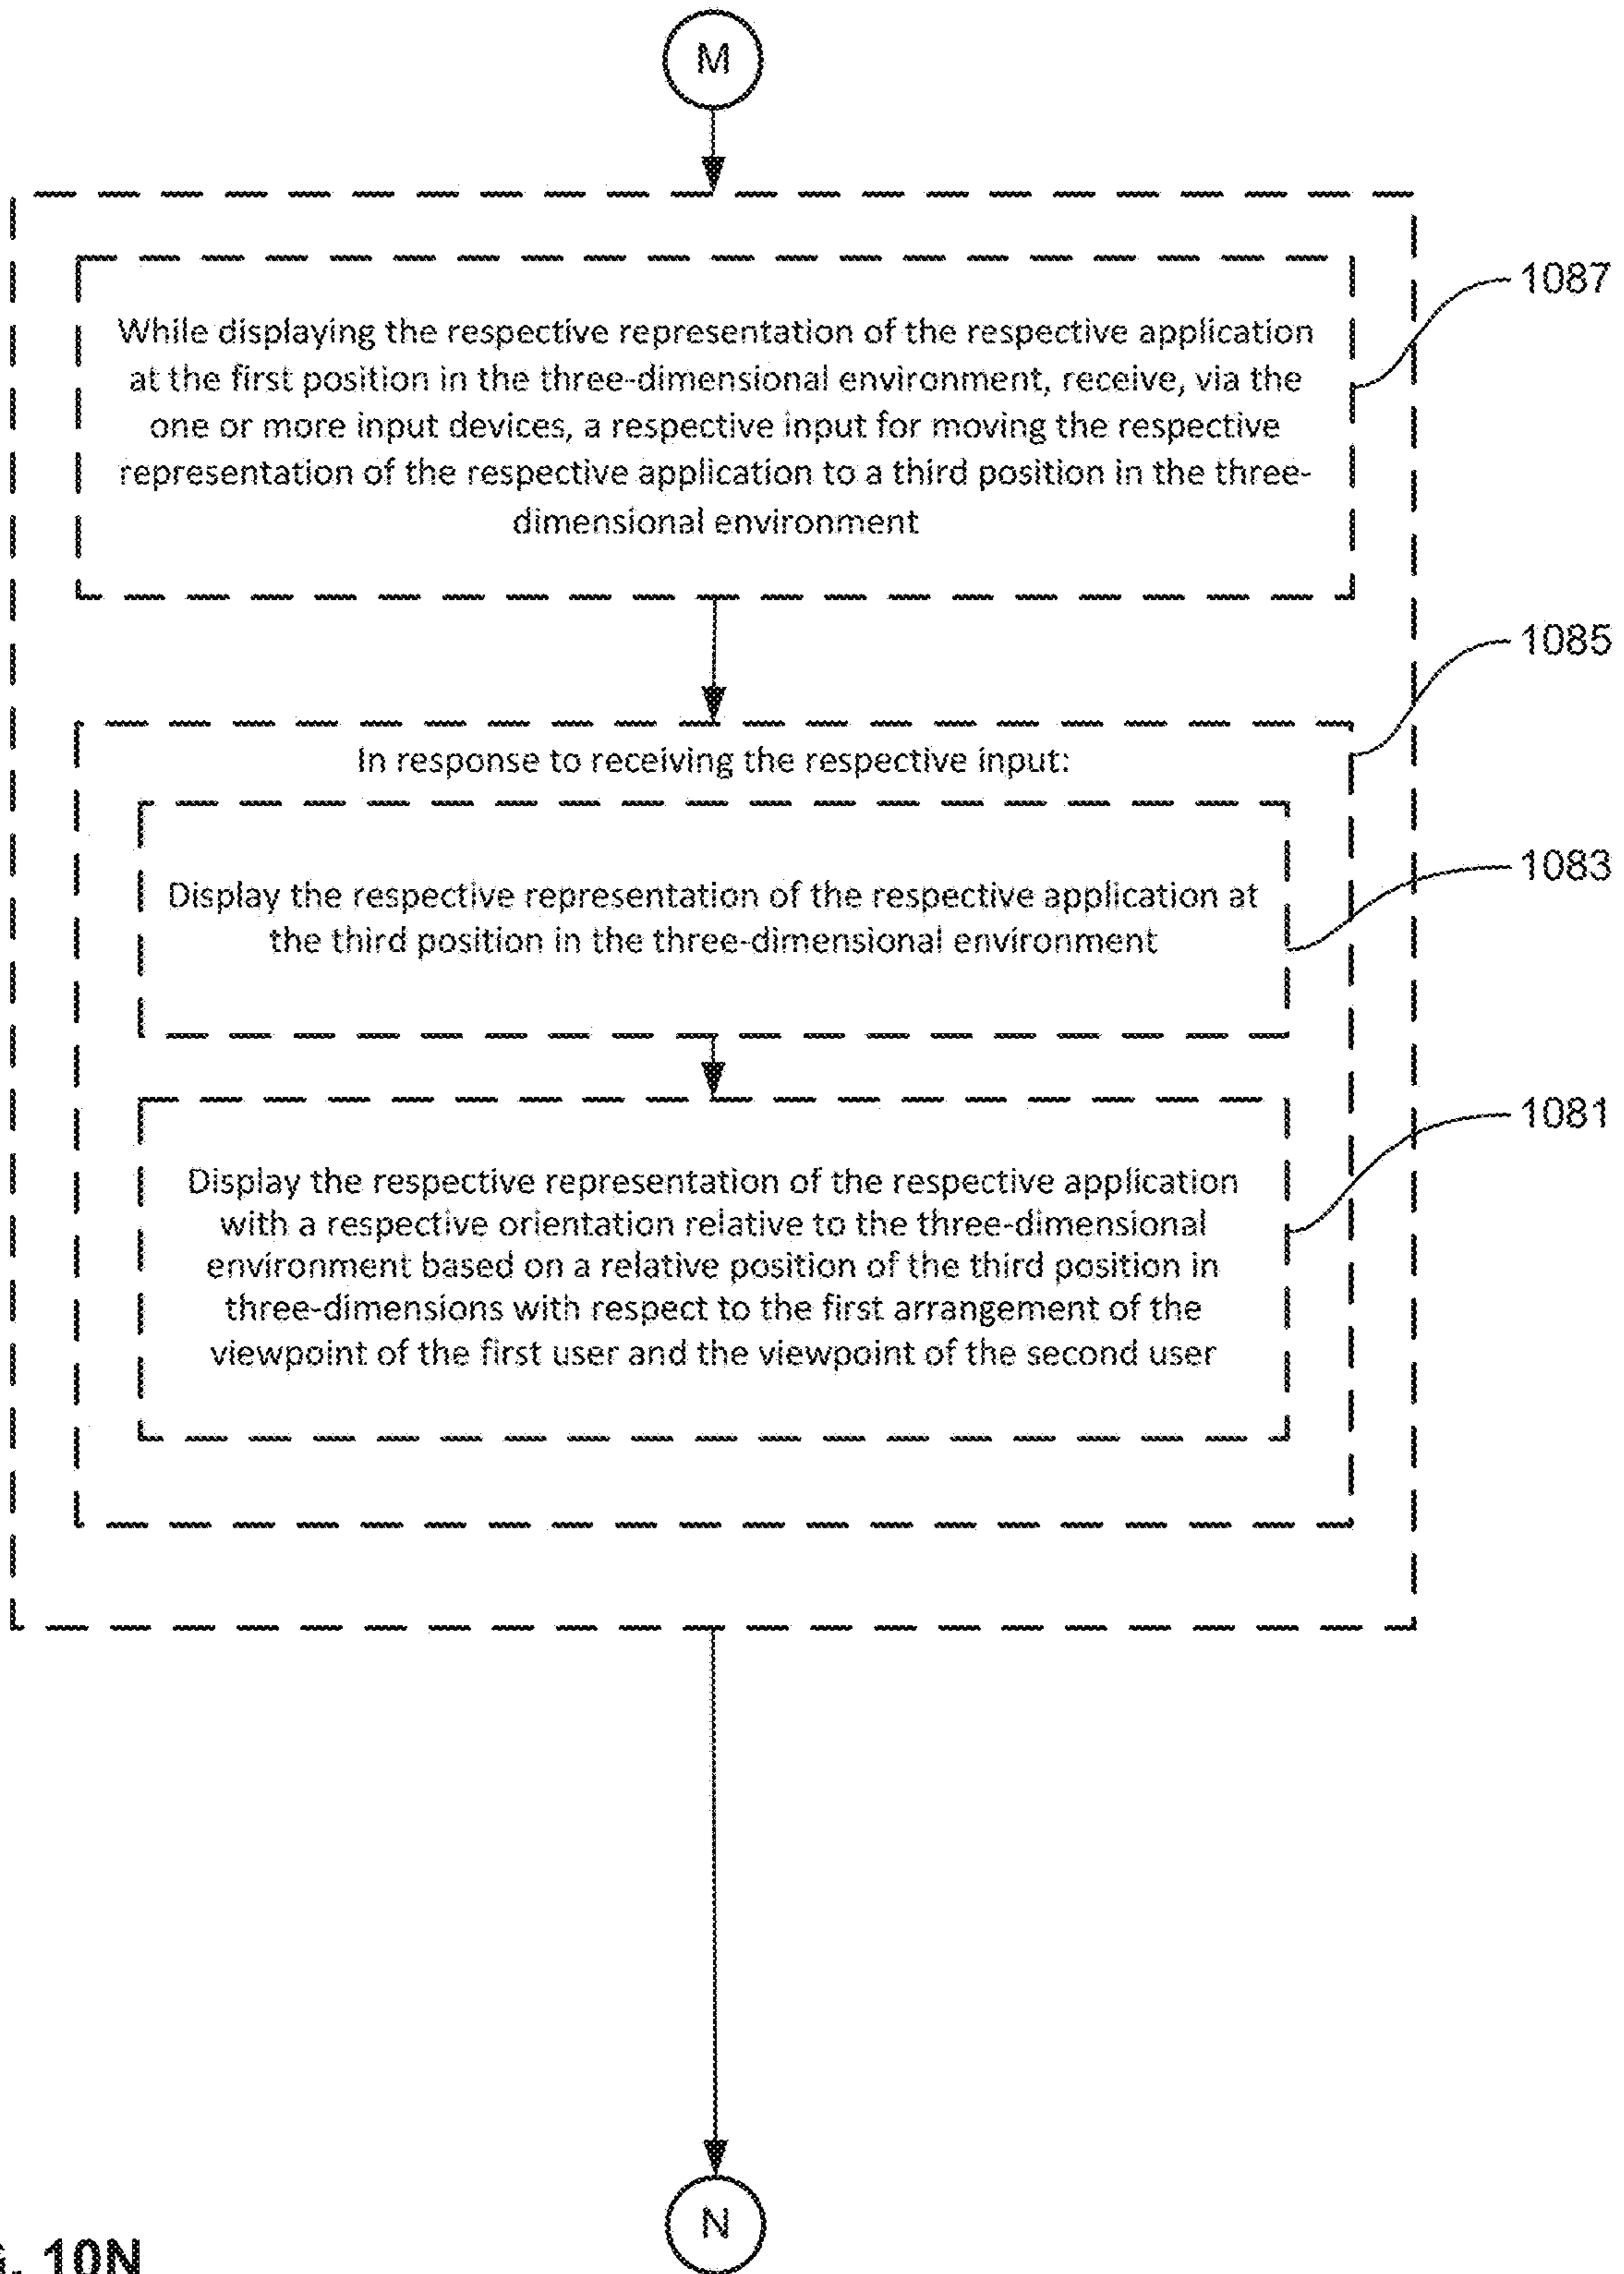 M
While displaying the respective representation of the respective application
at the first position in the three-dimensional environment, receive, via the
one or more input devices, a respective input for moving the respective
representation of the respective application to a third position in the three-
dimensional environment
1087
In response to receiving the respective input:
1085
Display the respective representation of the respective application at
the third position in the three-dimensional environment
1083
Display the respective representation of the respective application
with a respective orientation relative to the three-dimensional
environment based on a relative position of the third position in
three-dimensions with respect to the first arrangement of the
viewpoint of the first user and the viewpoint of the second user
1081
N
10N